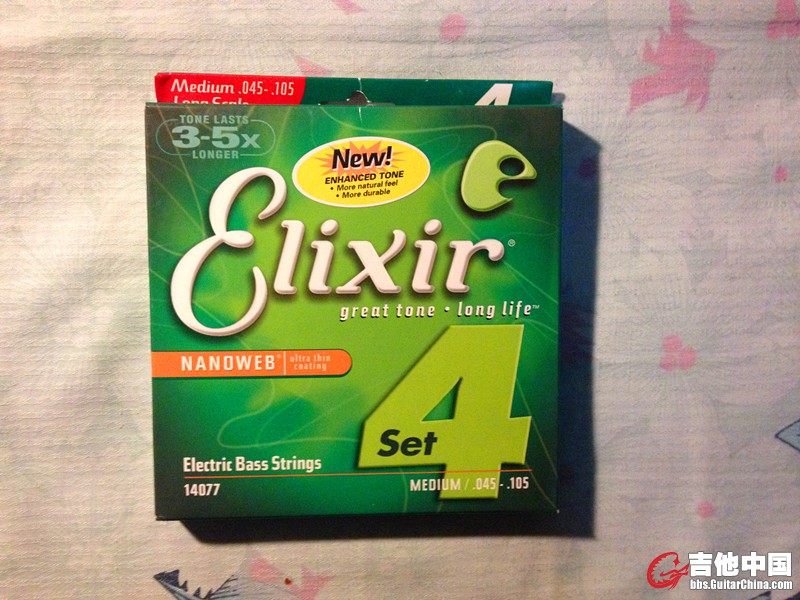 Medium .045-.105
Long Scale
4
TONE LASTS
3-5x
LONGER
New!
ENHANCED TONE
• More natural feel
• More durable
Elixir®
great tone • long life™
NANOWEB® ultra thin
coating
Set 4
Electric Bass Strings
14077
MEDIUM / .045 - .105
吉他中国
bbs.GuitarChina.com